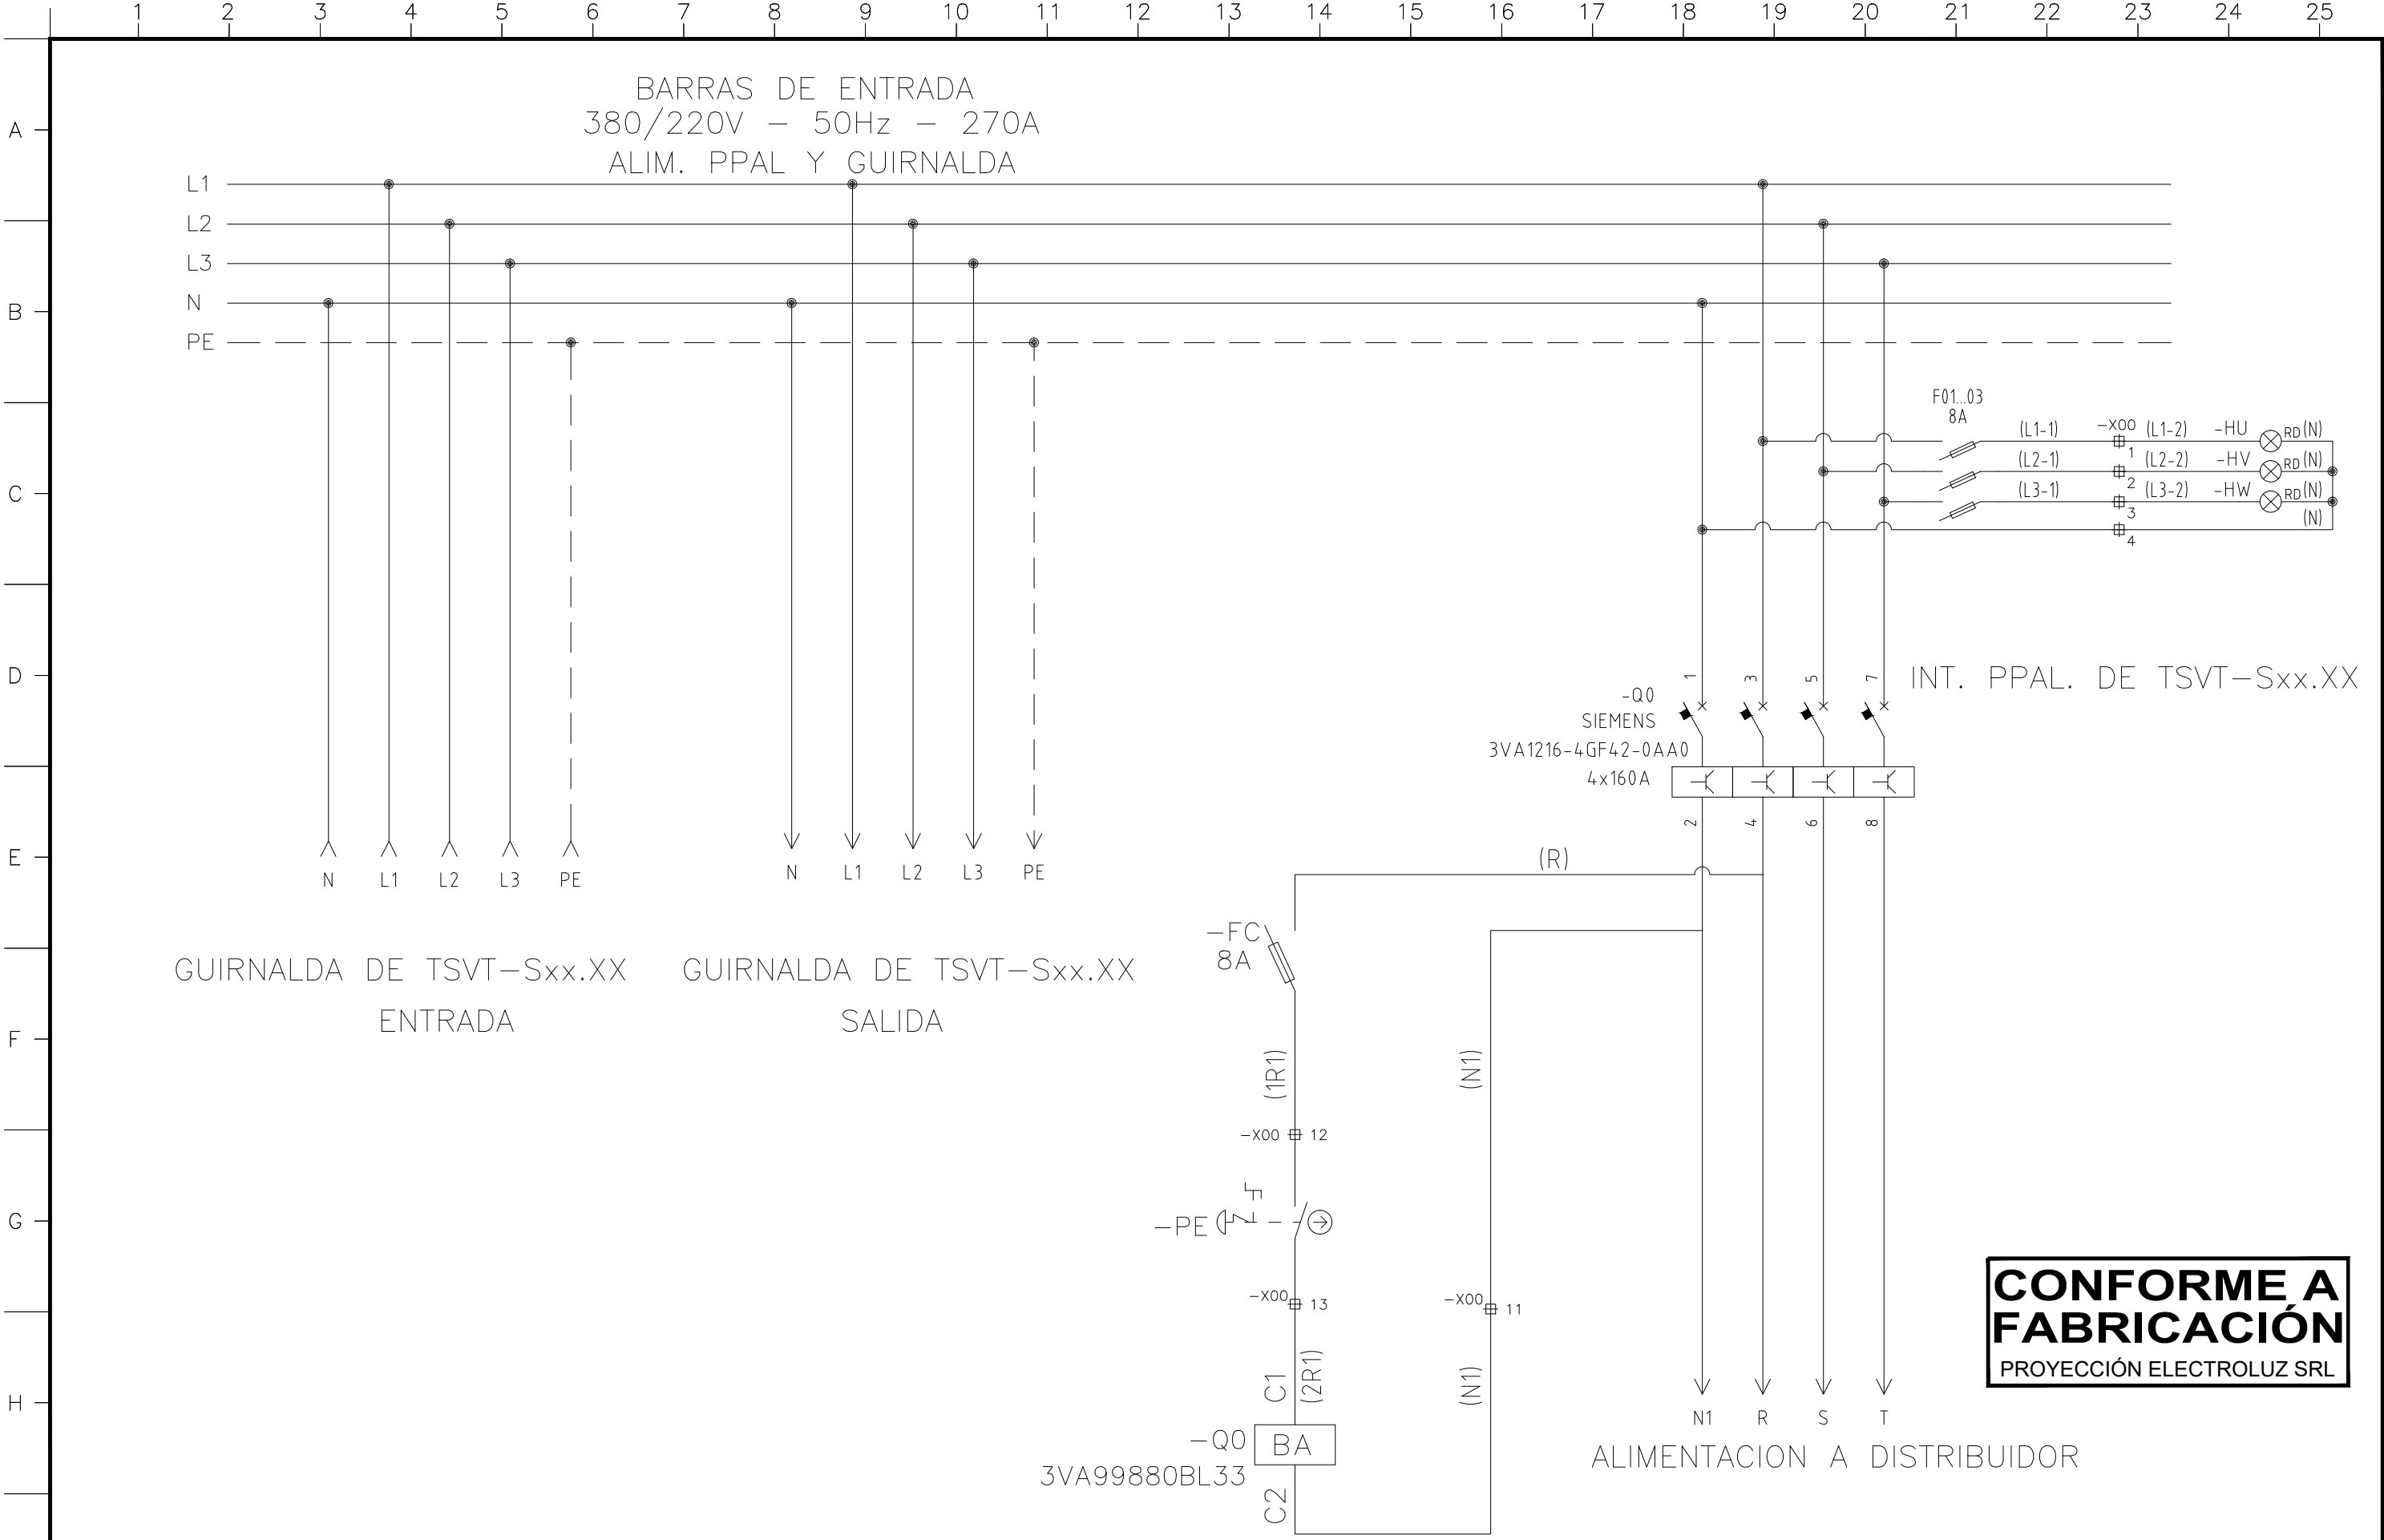 1 2 3 4 5 6 7 8 9 10 11 12 13 14 15 16 17 18 19 20 21 22 23 24 25
BARRAS DE ENTRADA
380/220V – 50Hz – 270A
ALIM. PPAL Y GUIRNALDA
A
L1
L2
L3
N
B
PE
F01...03
8A
(L1-1) -X00 (L1-2) -HU RD (N)
1
(L2-1) (L2-2) -HV RD (N)
2
C
(L3-1) (L3-2) -HW RD (N)
3
(N)
4
D
1 3 5 7
INT. PPAL. DE TSVT-Sxx.XX
-Q0
SIEMENS
3VA1216-4GF42-0AA0
4x160A
2 4 6 8
E
N L1 L2 L3 PE
N L1 L2 L3 PE
(R)
-FC
8A
GUIRNALDA DE TSVT-Sxx.XX
ENTRADA
GUIRNALDA DE TSVT-Sxx.XX
SALIDA
F
(1R1)
(N1)
-X00 12
G
-PE
-X00 13
-X00 11
CONFORME A
FABRICACIÓN
PROYECCIÓN ELECTROLUZ SRL
H
C1
(2R1)
(N1)
N1 R S T
-Q0 BA
ALIMENTACION A DISTRIBUIDOR
3VA99880BL33
C2